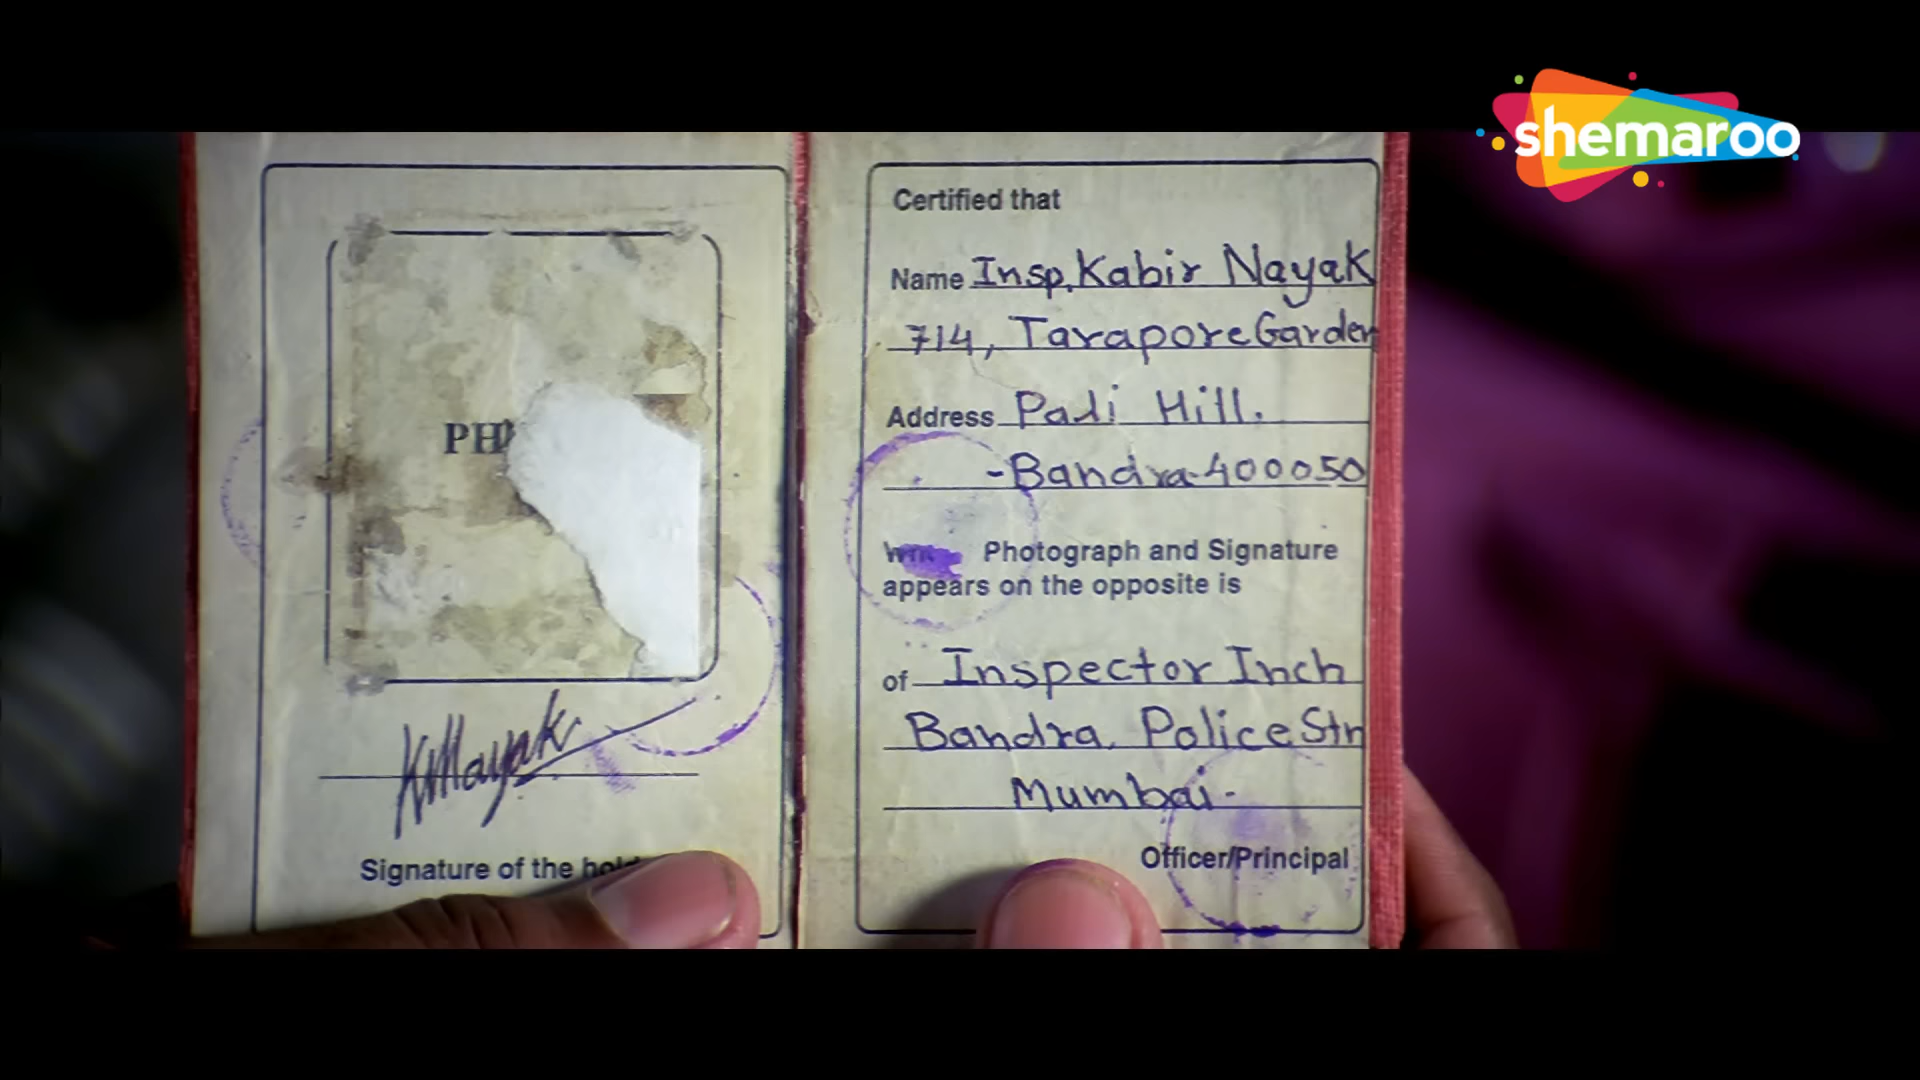 shemaroo
PH
KNayak
Signature of the
Certified that
Name Insp. Kabir Nayak
714, Tarapore Garden
Address Pali Hill.
- Bandra-400050
Photograph and Signature
appears on the opposite is
of Inspector Inch
Bandra. Police Stn
Mumbai-
Officer/Principal